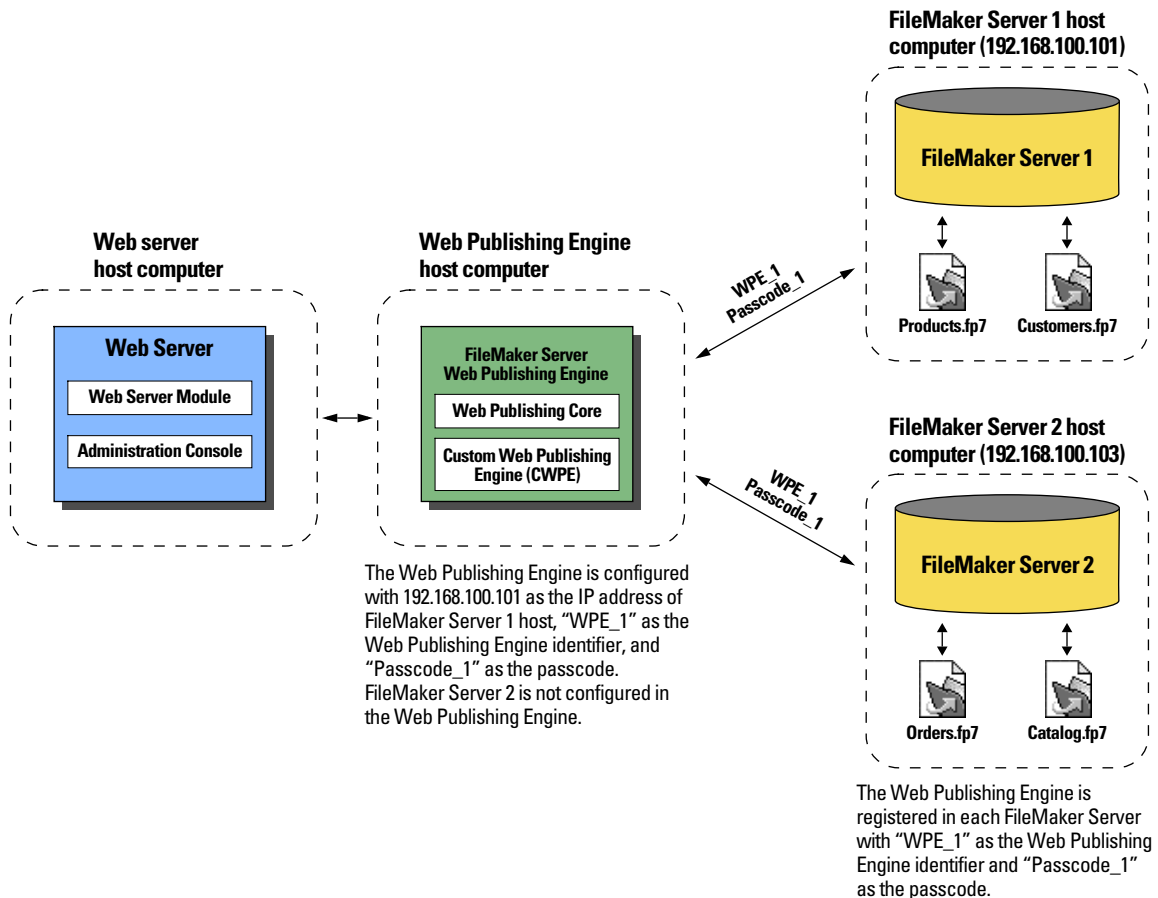 FileMaker Server 1 host
computer (192.168.100.101)
FileMaker Server 1
Products.fp7
Customers.fp7
Web server
host computer
Web Server
Web Server Module
Administration Console
Web Publishing Engine
host computer
FileMaker Server
Web Publishing Engine
Web Publishing Core
Custom Web Publishing
Engine (CWPE)
The Web Publishing Engine is configured
with 192.168.100.101 as the IP address of
FileMaker Server 1 host, “WPE_1” as the
Web Publishing Engine identifier, and
“Passcode_1” as the passcode.
FileMaker Server 2 is not configured in
the Web Publishing Engine.
WPE_1
Passcode_1
WPE_1
Passcode_1
FileMaker Server 2 host
computer (192.168.100.103)
FileMaker Server 2
Orders.fp7
Catalog.fp7
The Web Publishing Engine is
registered in each FileMaker Server
with “WPE_1” as the Web Publishing
Engine identifier and “Passcode_1”
as the passcode.